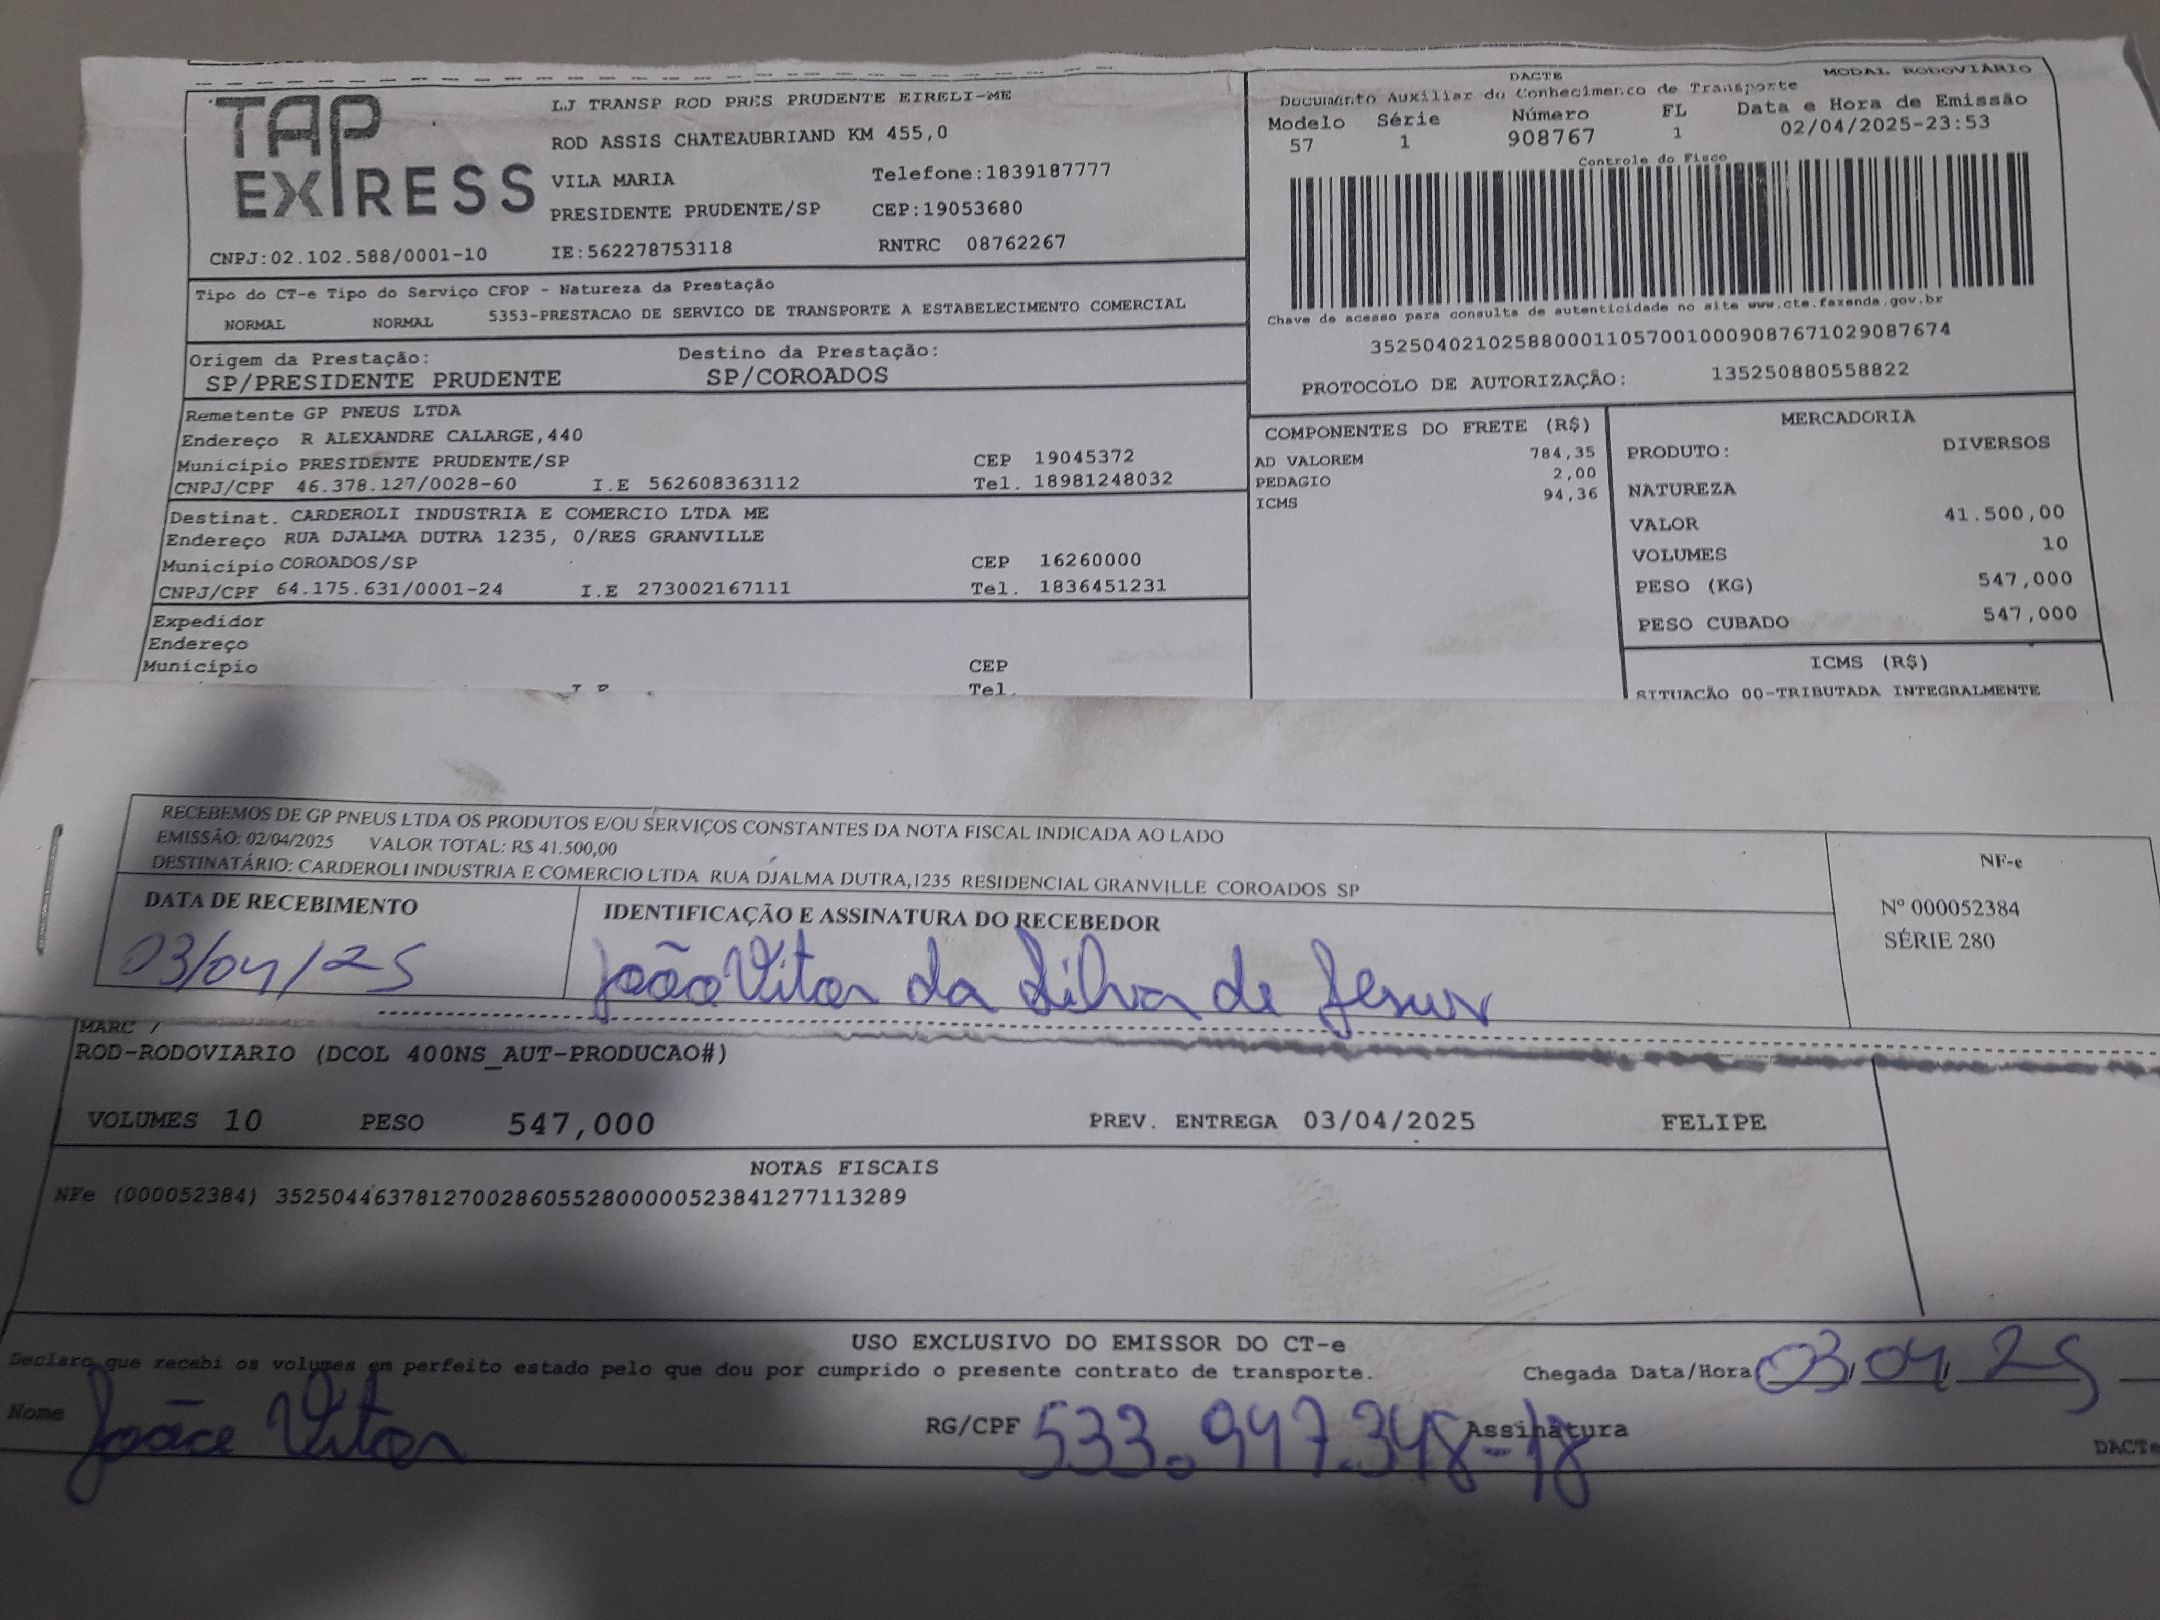 TAP
EXPRESS
CNPJ:02.102.588/0001-10
LJ TRANSP ROD PRES PRUDENTE EIRELI-ME
ROD ASSIS CHATEAUBRIAND KM 455,0
VILA MARIA Telefone:1839187777
PRESIDENTE PRUDENTE/SP CEP:19053680
IE:562278753118 RNTRC 08762267
DACTE MODAL RODOVIÁRIO
Documento Auxiliar do Conhecimento de Transporte
Modelo Série Número FL Data e Hora de Emissão
57 1 908767 1 02/04/2025-23:53
Controle do Fisco
Chave de acesso para consulta de autenticidade no site www.cte.fazenda.gov.br
35250402102588000110570010009087671029087674
PROTOCOLO DE AUTORIZAÇÃO: 135250880558822
Tipo do CT-e Tipo do Serviço CFOP - Natureza da Prestação
NORMAL NORMAL 5353-PRESTACAO DE SERVICO DE TRANSPORTE A ESTABELECIMENTO COMERCIAL
Origem da Prestação: Destino da Prestação:
SP/PRESIDENTE PRUDENTE SP/COROADOS
Remetente GP PNEUS LTDA
Endereço R ALEXANDRE CALARGE,440
Município PRESIDENTE PRUDENTE/SP CEP 19045372
CNPJ/CPF 46.378.127/0028-60 I.E 562608363112 Tel. 18981248032
Destinat. CARDEROLI INDUSTRIA E COMERCIO LTDA ME
Endereço RUA DJALMA DUTRA 1235, 0/RES GRANVILLE
Município COROADOS/SP CEP 16260000
CNPJ/CPF 64.175.631/0001-24 I.E 273002167111 Tel. 1836451231
Expedidor
Endereço
Município CEP
Tel.
COMPONENTES DO FRETE (R$)
AD VALOREM 784,35
PEDAGIO 2,00
ICMS 94,36
MERCADORIA
PRODUTO: DIVERSOS
NATUREZA
VALOR 41.500,00
VOLUMES 10
PESO (KG) 547,000
PESO CUBADO 547,000
ICMS (R$)
SITUAÇÃO 00-TRIBUTADA INTEGRALMENTE
RECEBEMOS DE GP PNEUS LTDA OS PRODUTOS E/OU SERVIÇOS CONSTANTES DA NOTA FISCAL INDICADA AO LADO
EMISSÃO: 02/04/2025 VALOR TOTAL: R$ 41.500,00
DESTINATÁRIO: CARDEROLI INDUSTRIA E COMERCIO LTDA RUA DJALMA DUTRA,1235 RESIDENCIAL GRANVILLE COROADOS SP
DATA DE RECEBIMENTO IDENTIFICAÇÃO E ASSINATURA DO RECEBEDOR
03/04/25 João Vitor da Silva de Jesus
NF-e
Nº 000052384
SÉRIE 280
MARC /
ROD-RODOVIARIO (DCOL 400NS_AUT-PRODUCAO#)
VOLUMES 10 PESO 547,000 PREV. ENTREGA 03/04/2025 FELIPE
NOTAS FISCAIS
NFe (000052384) 35250446378127002860552800000523841277113289
USO EXCLUSIVO DO EMISSOR DO CT-e
Declaro que recebi os volumes em perfeito estado pelo que dou por cumprido o presente contrato de transporte. Chegada Data/Hora 03/04/25
Nome João Vitor RG/CPF 533.947.348-18 Assinatura
DACTe